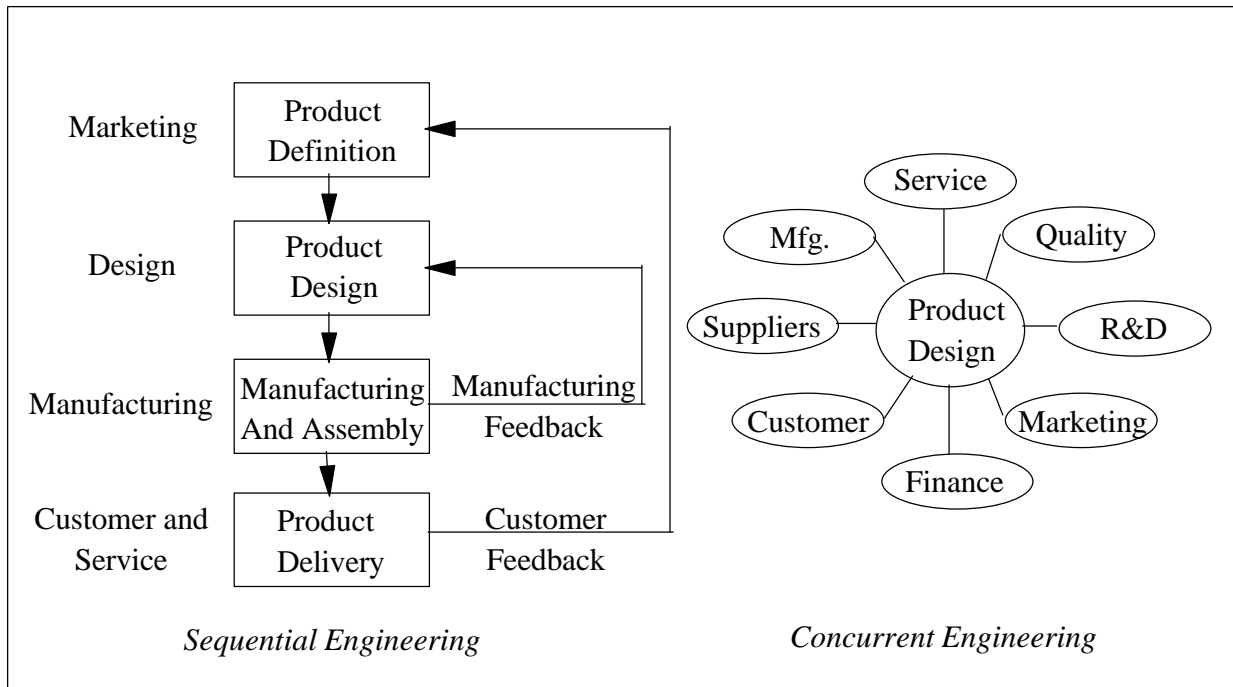 Marketing
Product
Definition
Design
Product
Design
Manufacturing
Manufacturing
And Assembly
Manufacturing
Feedback
Customer and
Service
Product
Delivery
Customer
Feedback
Sequential Engineering
Service
Mfg.
Quality
Suppliers
Product
Design
R&D
Customer
Marketing
Finance
Concurrent Engineering